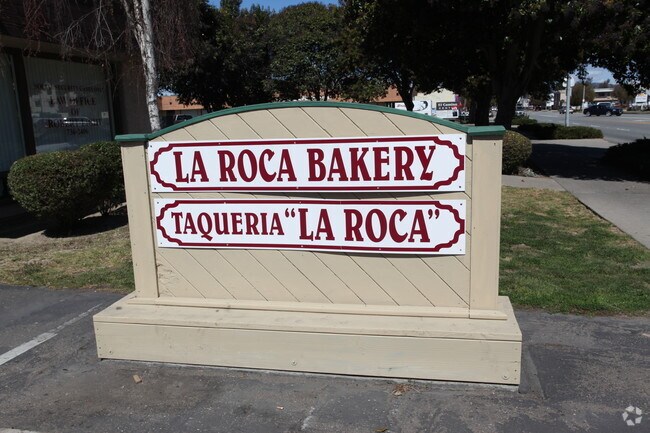 LA ROCA BAKERY
TAQUERIA "LA ROCA"